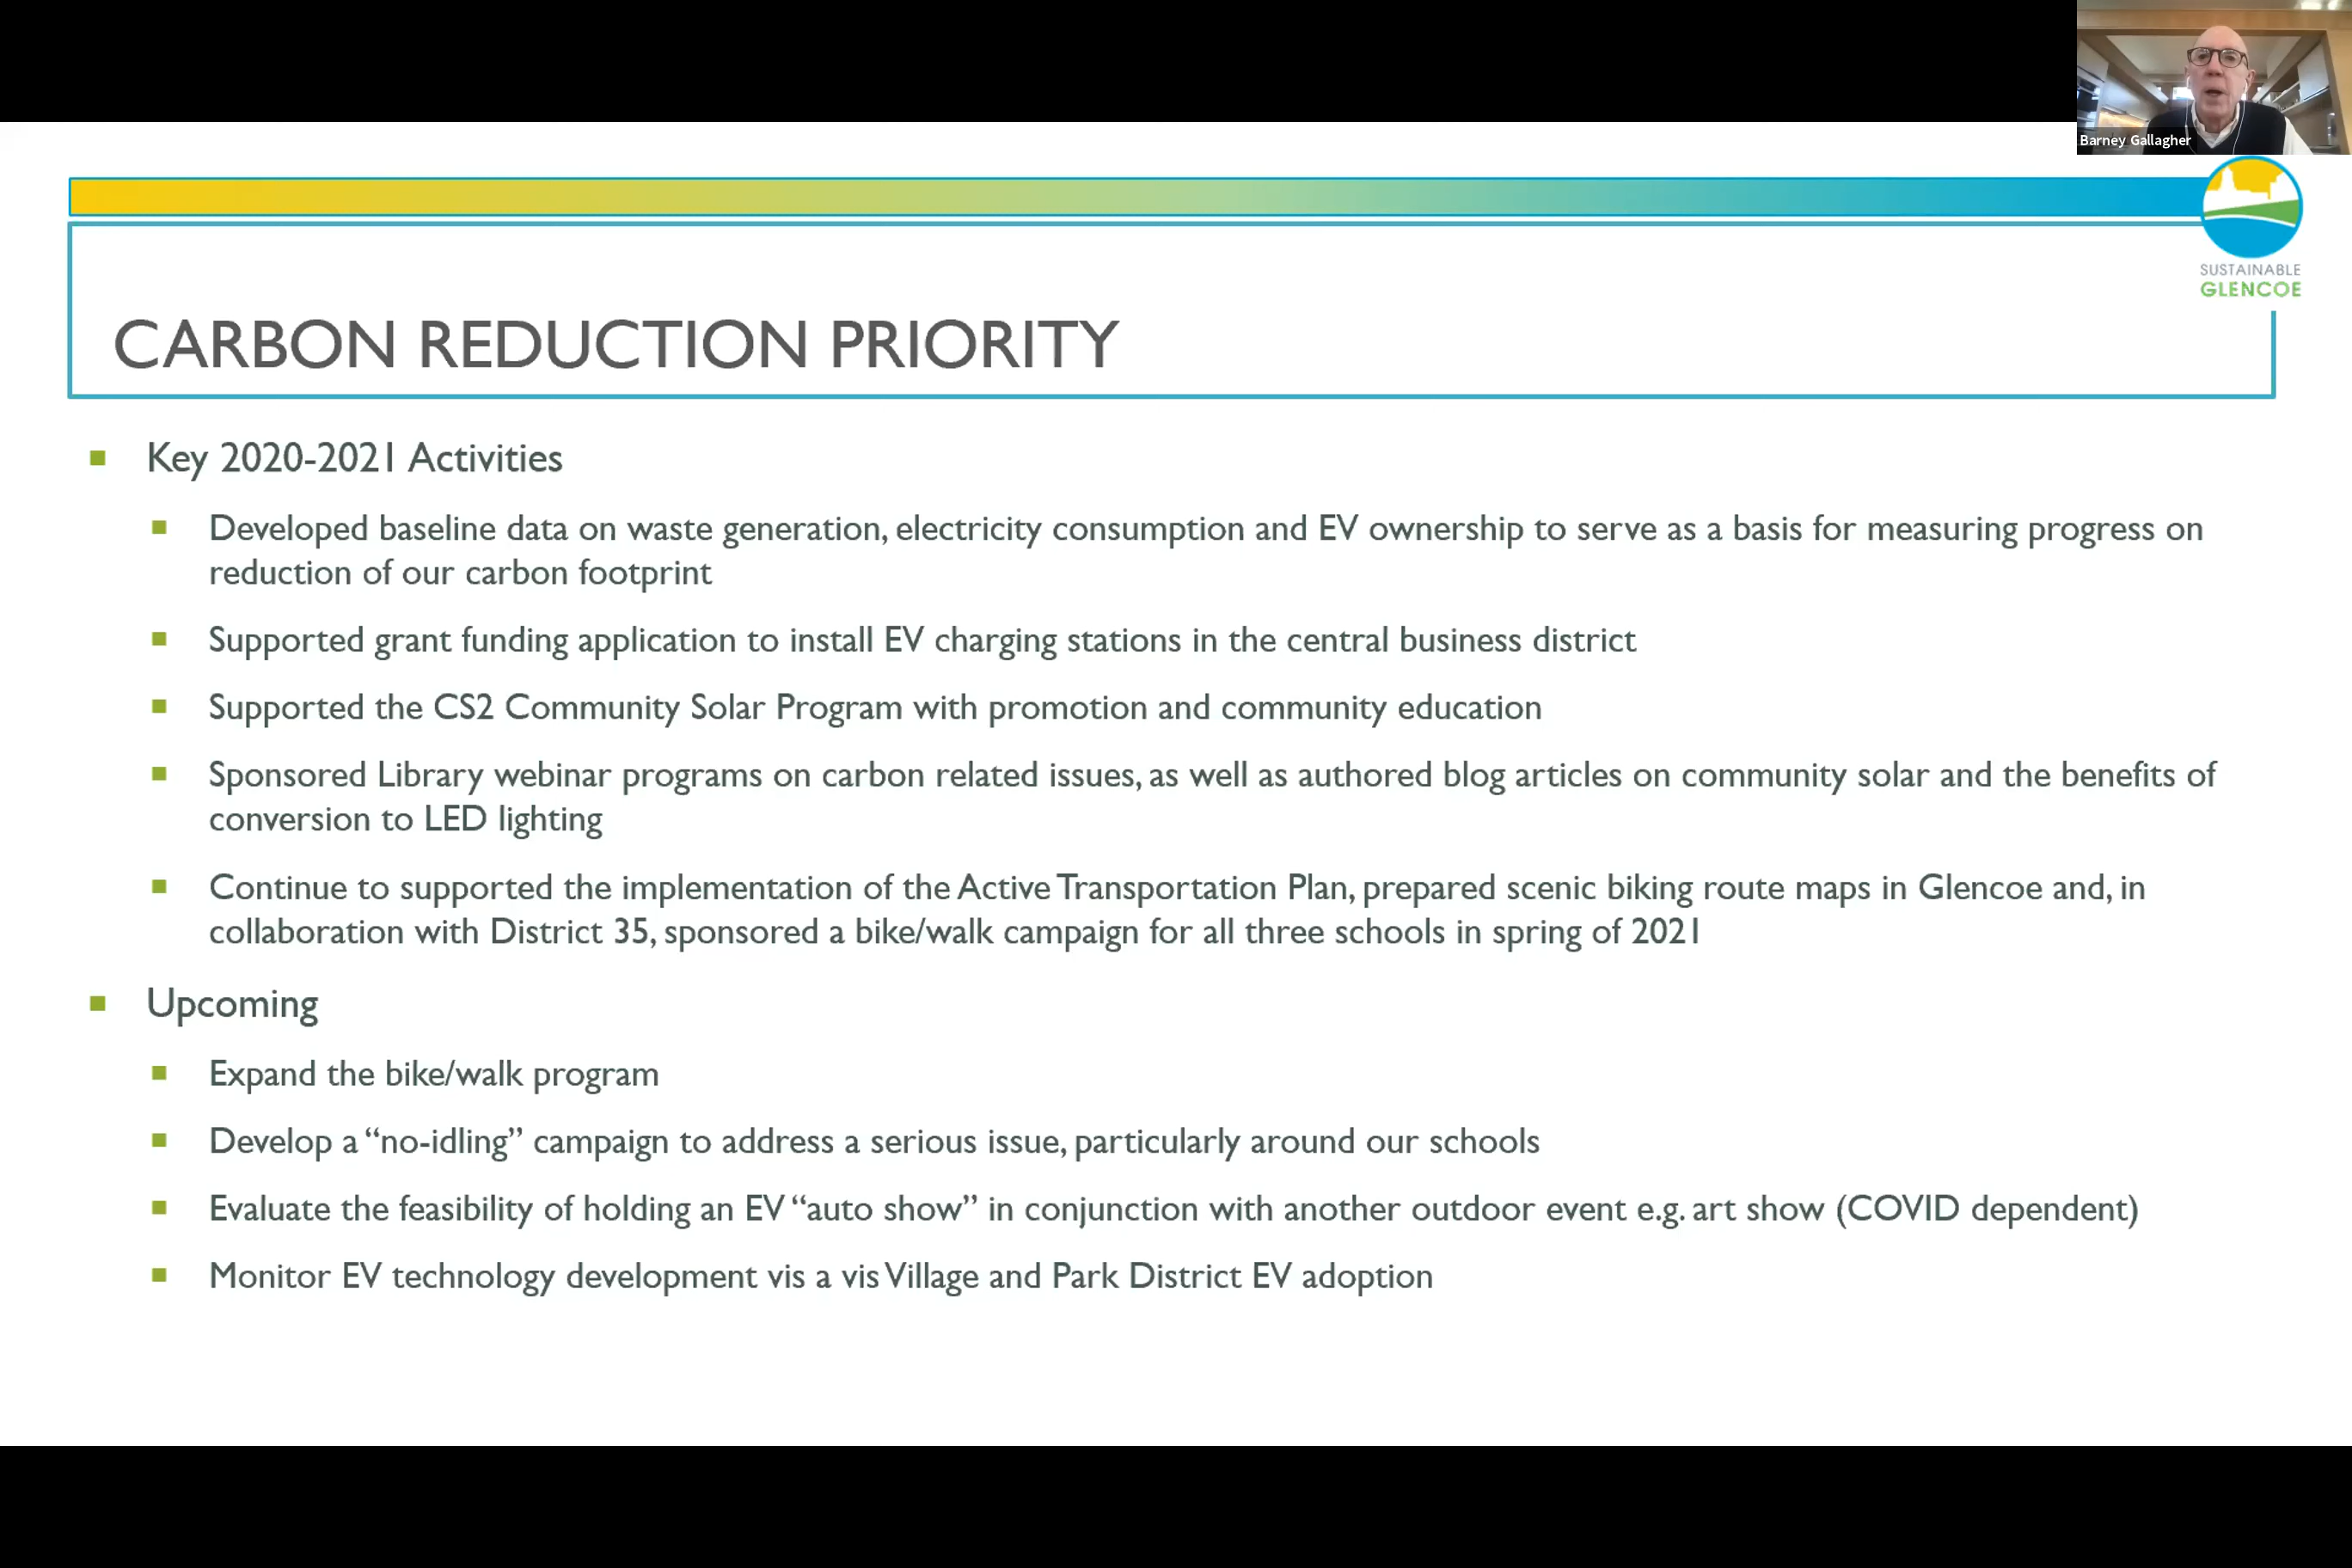 Barney Gallagher
SUSTAINABLE
GLENCOE
CARBON REDUCTION PRIORITY
Key 2020-2021 Activities
Developed baseline data on waste generation, electricity consumption and EV ownership to serve as a basis for measuring progress on
reduction of our carbon footprint
Supported grant funding application to install EV charging stations in the central business district
Supported the CS2 Community Solar Program with promotion and community education
Sponsored Library webinar programs on carbon related issues, as well as authored blog articles on community solar and the benefits of
conversion to LED lighting
Continue to supported the implementation of the Active Transportation Plan, prepared scenic biking route maps in Glencoe and, in
collaboration with District 35, sponsored a bike/walk campaign for all three schools in spring of 2021
Upcoming
Expand the bike/walk program
Develop a “no-idling” campaign to address a serious issue, particularly around our schools
Evaluate the feasibility of holding an EV “auto show” in conjunction with another outdoor event e.g. art show (COVID dependent)
Monitor EV technology development vis a vis Village and Park District EV adoption